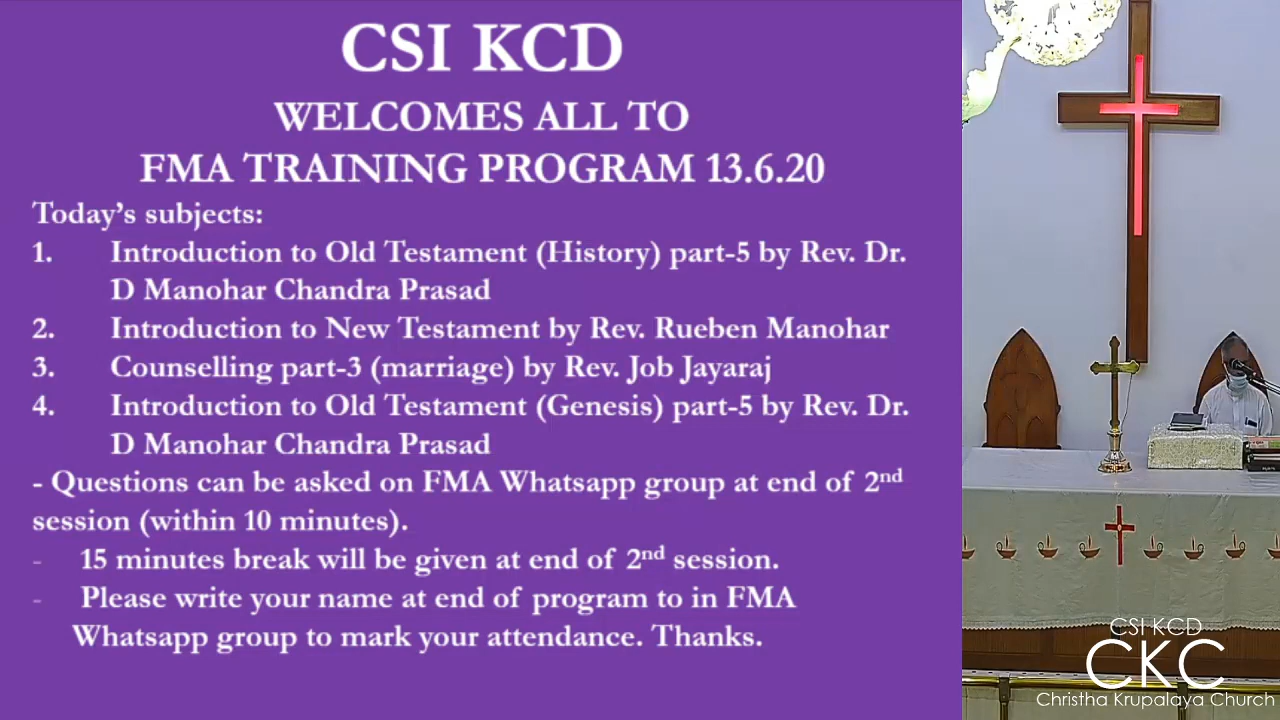 CSI KCD
WELCOMES ALL TO
FMA TRAINING PROGRAM 13.6.20
Today's subjects:
1. Introduction to Old Testament (History) part-5 by Rev. Dr.
D Manohar Chandra Prasad
2. Introduction to New Testament by Rev. Rueben Manohar
3. Counselling part-3 (marriage) by Rev. Job Jayaraj
4. Introduction to Old Testament (Genesis) part-5 by Rev. Dr.
D Manohar Chandra Prasad
- Questions can be asked on FMA Whatsapp group at end of 2nd
session (within 10 minutes).
- 15 minutes break will be given at end of 2nd session.
- Please write your name at end of program to in FMA
Whatsapp group to mark your attendance. Thanks.
CSI KCD
CKC
Christha Krupalaya Church